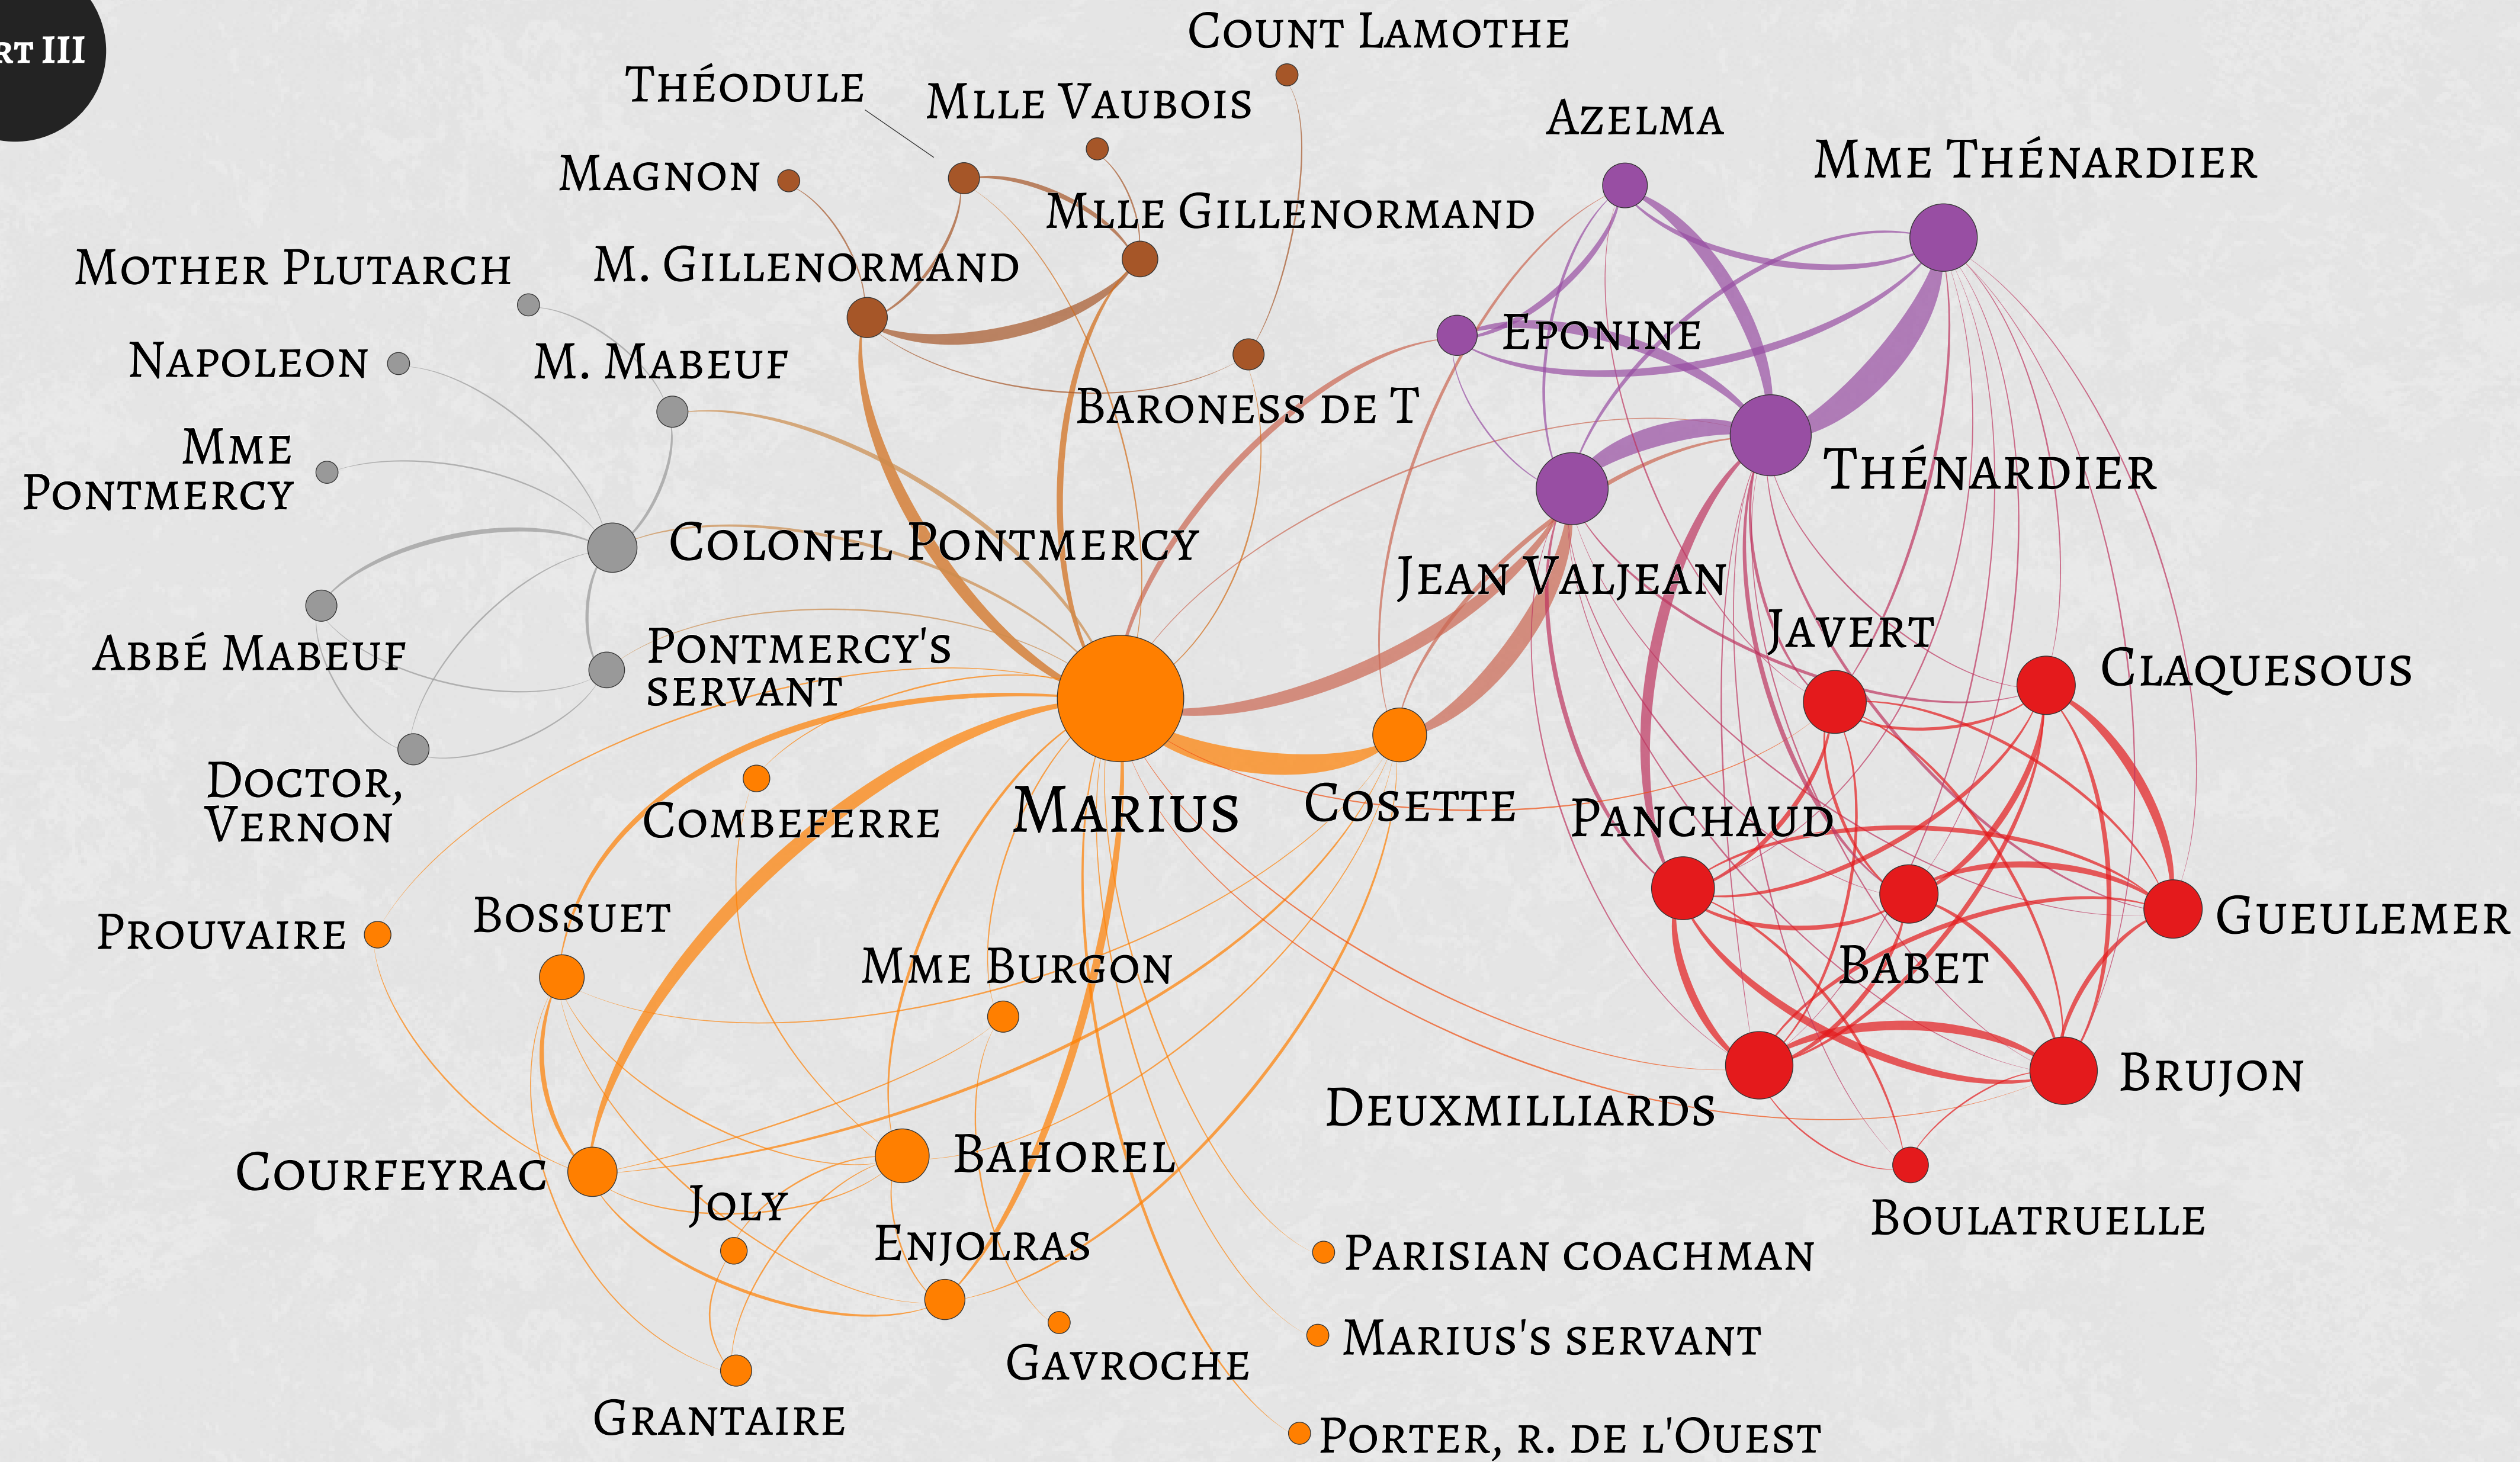 III
Count Lamothe
Théodule
Mlle Vaubois
Azelma
Mme Thénardier
Magnon
Mlle Gillenormand
Mother Plutarch
M. Gillenormand
Eponine
Napoleon
M. Mabeuf
Baroness de T
Mme
Pontmercy
Thénardier
Colonel Pontmercy
Jean Valjean
Javert
Abbé Mabeuf
Pontmercy's
servant
Claquesous
Doctor,
Vernon
Combeferre
Marius
Cosette
Panchaud
Prouvaire
Bossuet
Gueulemer
Mme Burgon
Babet
Brujon
Deuxmilliards
Courfeyrac
Bahorel
Joly
Enjolras
Boulatruelle
Parisian coachman
Gavroche
Marius's servant
Grantaire
Porter, r. de l'Ouest